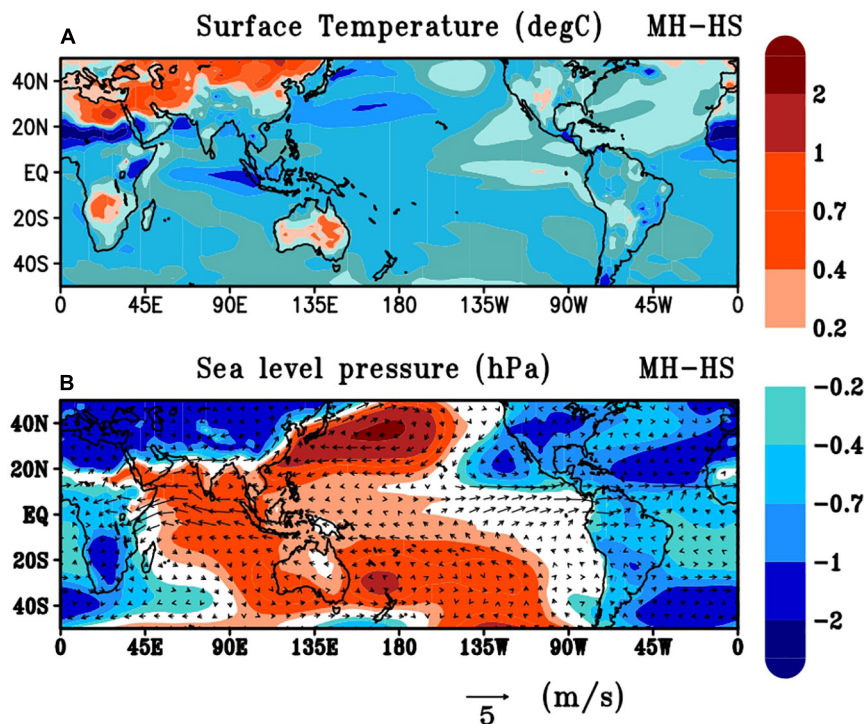 A Surface Temperature (degC) MH-HS
40N
20N
EQ
20S
40S
0 45E 90E 135E 180 135W 90W 45W 0
2
1
0.7
0.4
0.2
B Sea level pressure (hPa) MH-HS
40N
20N
EQ
20S
40S
0 45E 90E 135E 180 135W 90W 45W 0
-0.2
-0.4
-0.7
-1
-2
5 (m/s)